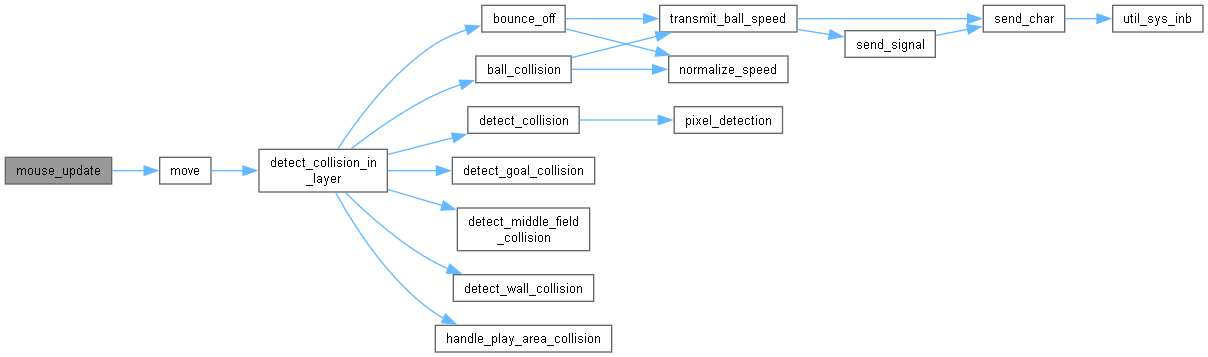 mouse_update
move
detect_collision_in
_layer
bounce_off
ball_collision
detect_collision
detect_goal_collision
detect_middle_field
_collision
detect_wall_collision
handle_play_area_collision
transmit_ball_speed
normalize_speed
pixel_detection
send_signal
send_char
util_sys_inb